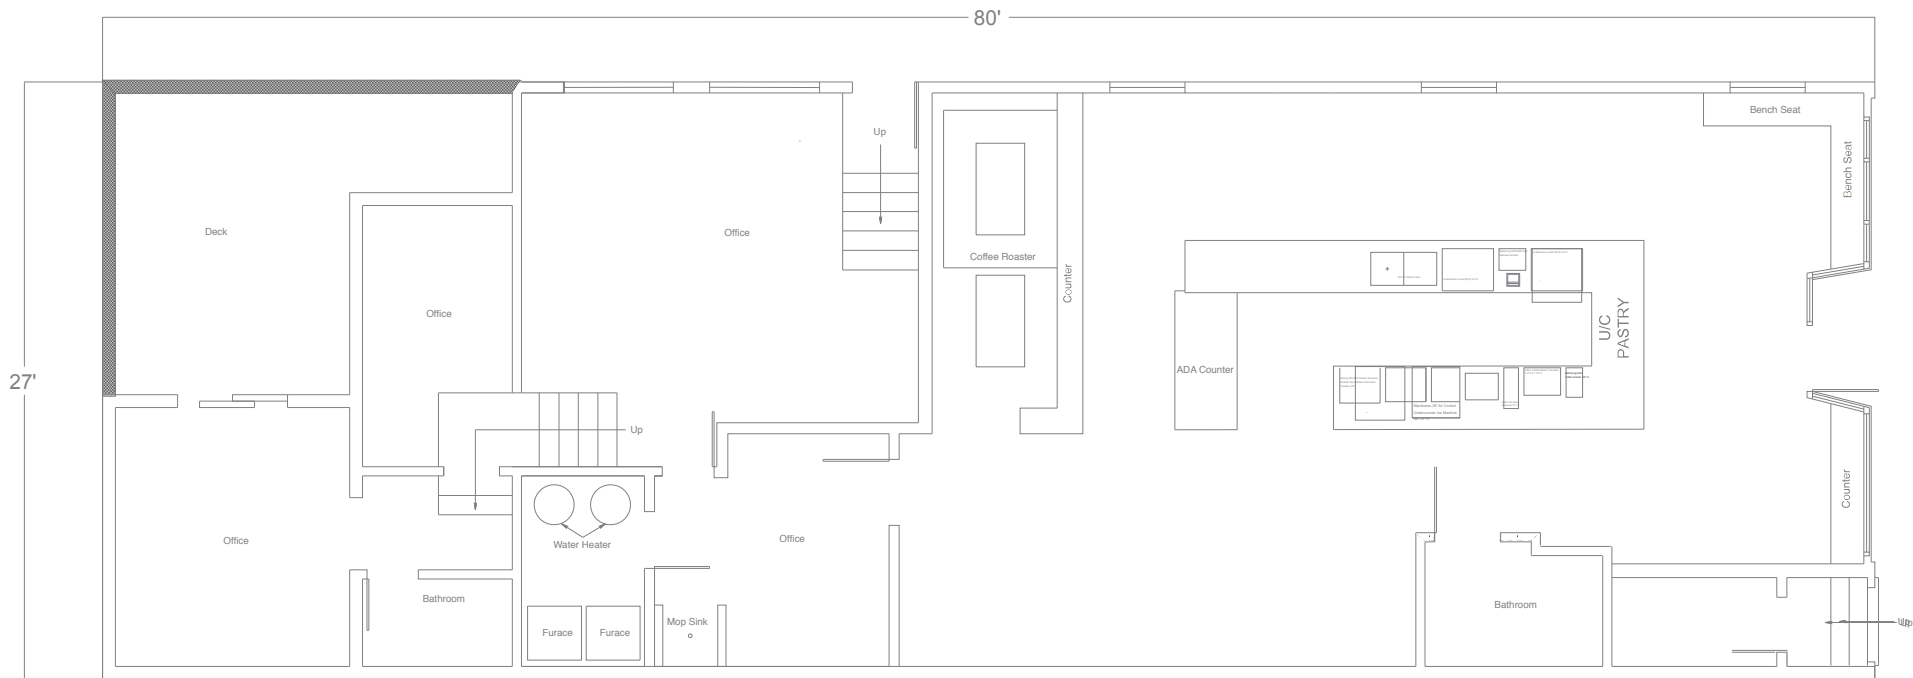 80'
27'
Up
Bench Seat
Bench Seat
Deck
Office
Coffee Roaster
Counter
Office
U/C
PASTRY
ADA Counter
Up
Office
Office
Water Heater
Counter
Bathroom
Bathroom
Mop Sink
Furace
Furace
Up